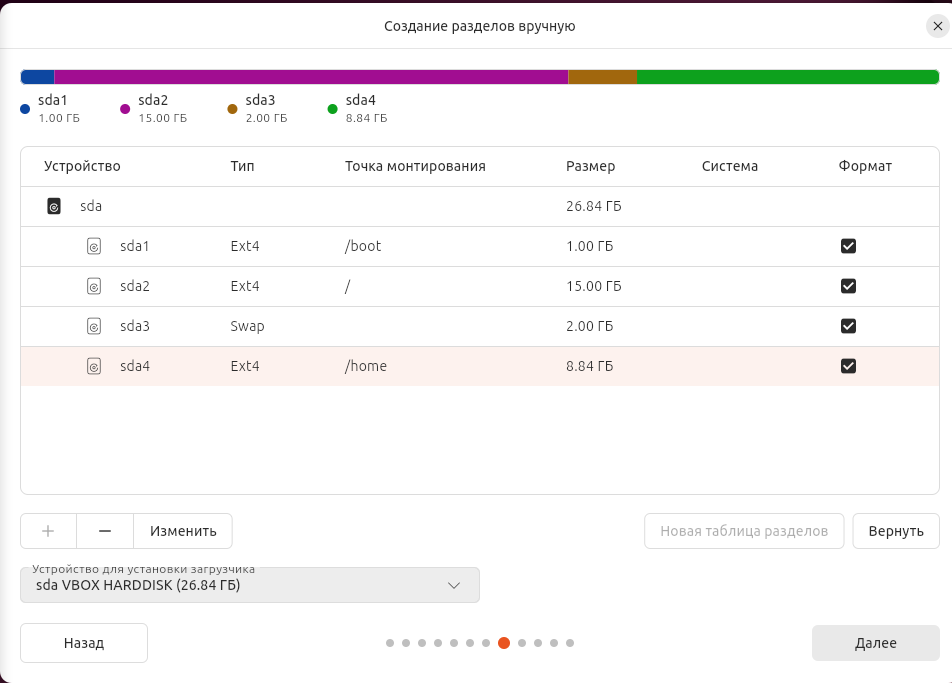 Создание разделов вручную
sda1 sda2 sda3 sda4
1.00 ГБ 15.00 ГБ 2.00 ГБ 8.84 ГБ
Устройство Тип Точка монтирования Размер Система Формат
sda 26.84 ГБ
sda1 Ext4 /boot 1.00 ГБ
sda2 Ext4 / 15.00 ГБ
sda3 Swap 2.00 ГБ
sda4 Ext4 /home 8.84 ГБ
Изменить Новая таблица разделов Вернуть
Устройство для установки загрузчика
sda VBOX HARDDISK (26.84 ГБ)
Назад Далее